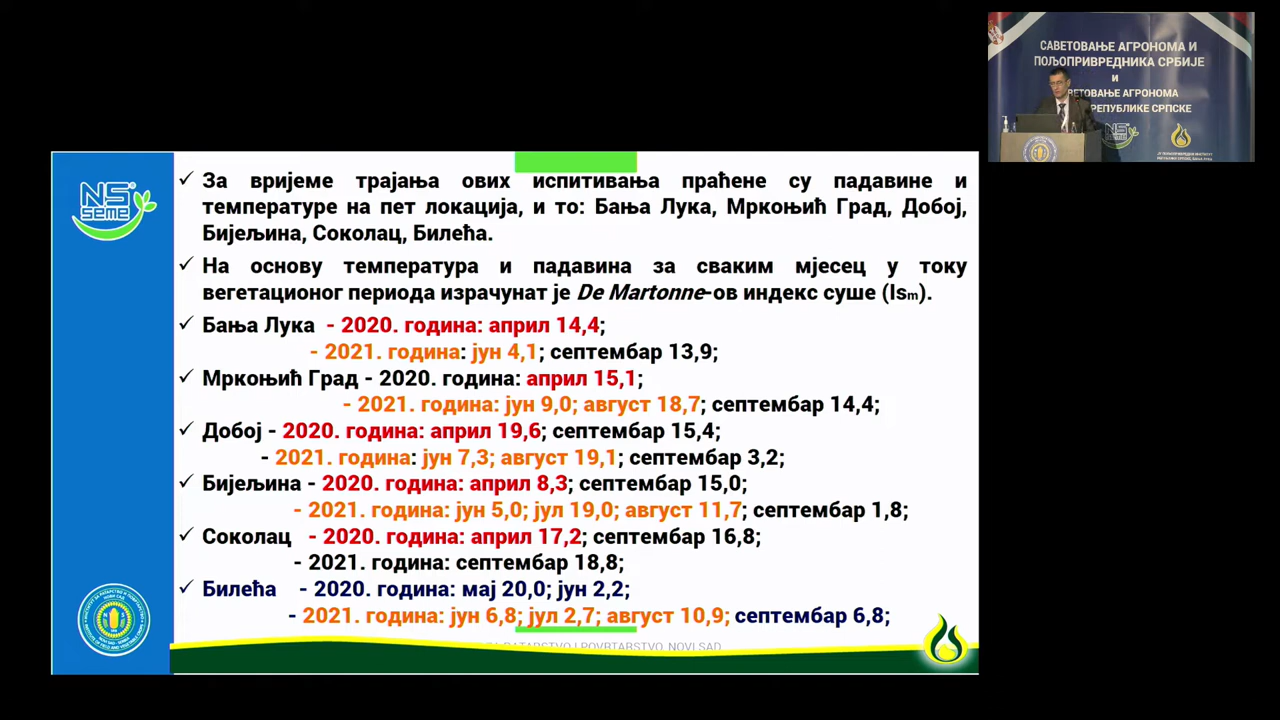 САВЕТОВАЊЕ АГРОНОМА И
ПОЉОПРИВРЕДНИКА СРБИЈЕ
И
ВЕТОВАЊЕ АГРОНОМА
РЕПУБЛИКЕ СРПСКЕ
NS
seme
За вријеме трајања ових испитивања праћене су падавине и
температуре на пет локација, и то: Бања Лука, Мркоњић Град, Добој,
Бијељина, Соколац, Билећа.
На основу температура и падавина за сваким мјесец у току
вегетационог периода израчунат је De Martonne-ов индекс суше (Ism).
Бања Лука - 2020. година: април 14,4;
- 2021. година: јун 4,1; септембар 13,9;
Мркоњић Град - 2020. година: април 15,1;
- 2021. година: јун 9,0; август 18,7; септембар 14,4;
Добој - 2020. година: април 19,6; септембар 15,4;
- 2021. година: јун 7,3; август 19,1; септембар 3,2;
Бијељина - 2020. година: април 8,3; септембар 15,0;
- 2021. година: јун 5,0; јул 19,0; август 11,7; септембар 1,8;
Соколац - 2020. година: април 17,2; септембар 16,8;
- 2021. година: септембар 18,8;
Билећа - 2020. година: мај 20,0; јун 2,2;
- 2021. година: јун 6,8; јул 2,7; август 10,9; септембар 6,8;
POVRTARSTVO, NOVI SAD